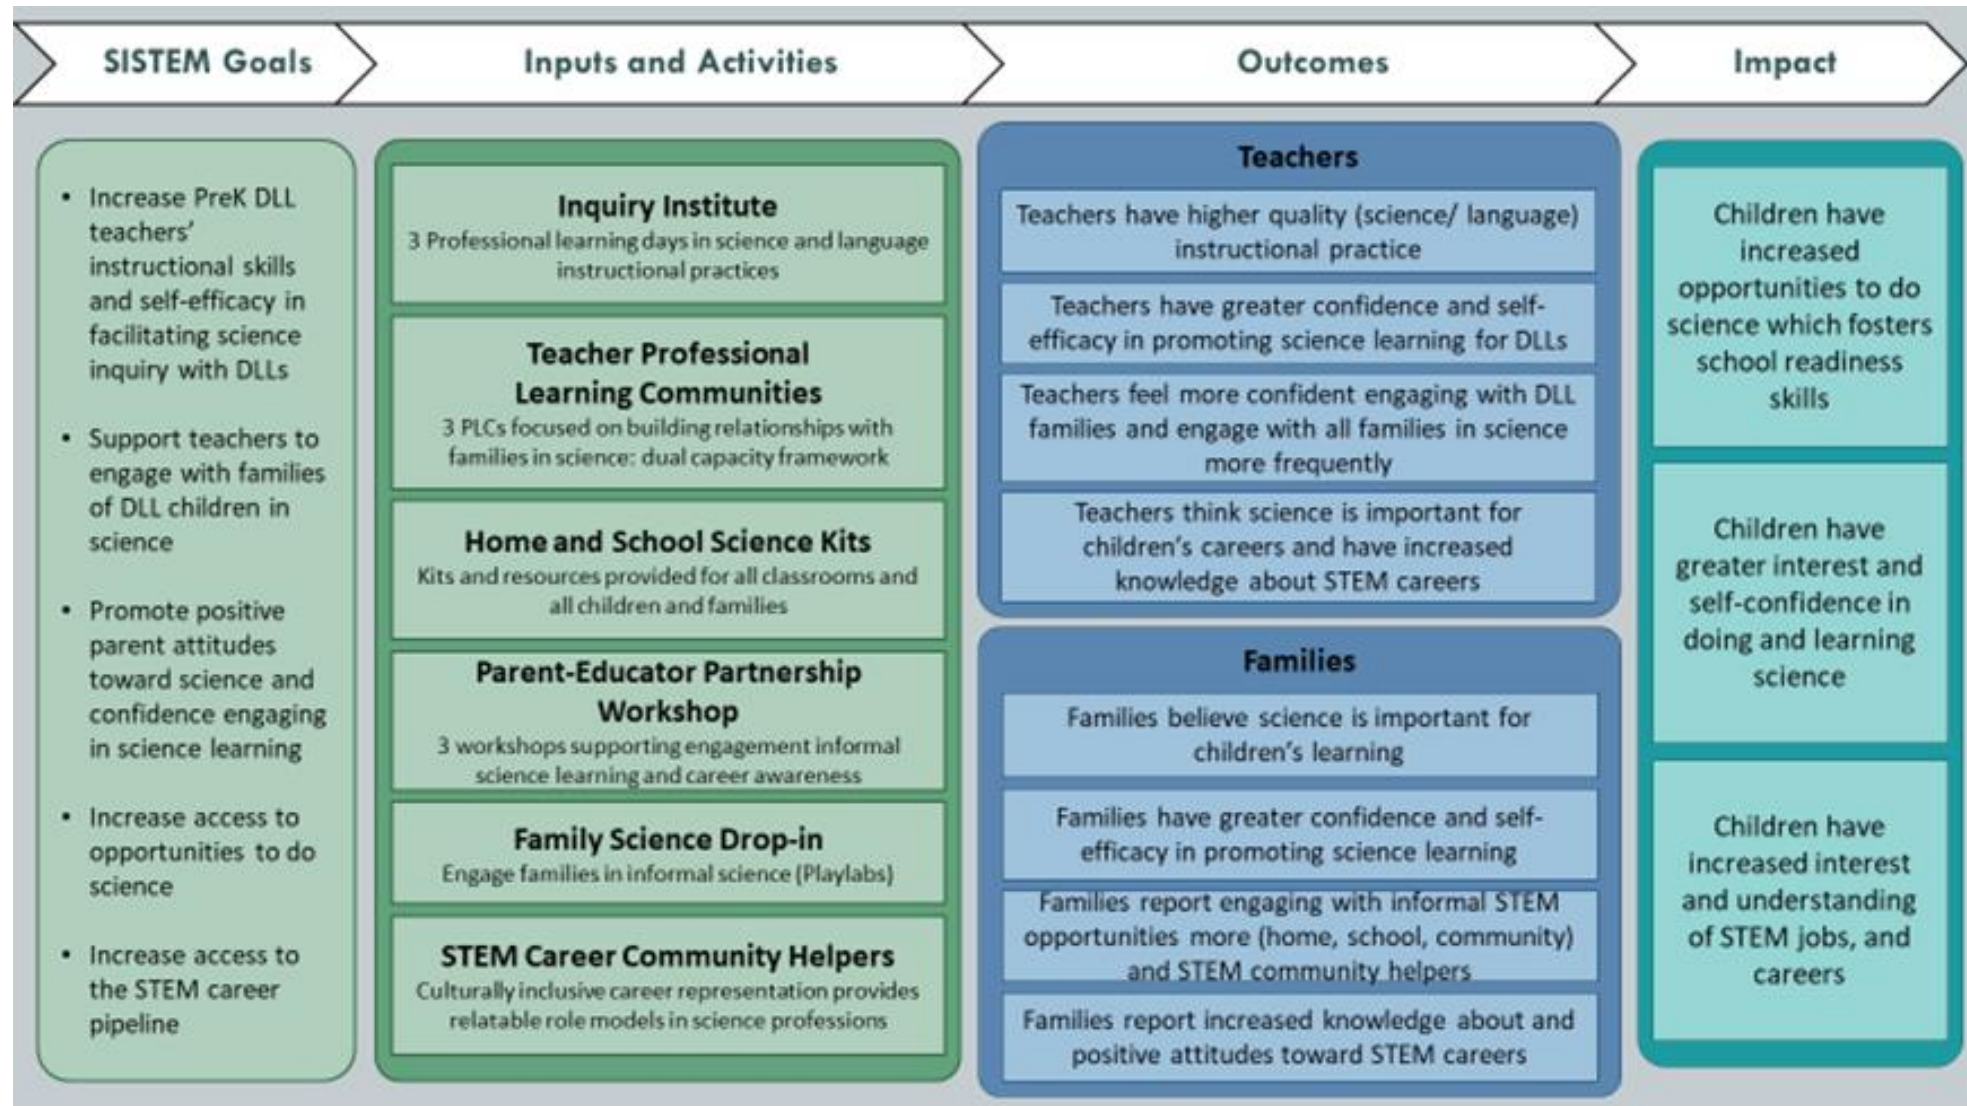 SISTEM Goals
Inputs and Activities
Outcomes
Impact
• Increase PreK DLL
teachers'
instructional skills
and self-efficacy in
facilitating science
inquiry with DLLs
• Support teachers to
engage with families
of DLL children in
science
• Promote positive
parent attitudes
toward science and
confidence engaging
in science learning
• Increase access to
opportunities to do
science
• Increase access to
the STEM career
pipeline
Inquiry Institute
3 Professional learning days in science and language
instructional practices
Teacher Professional
Learning Communities
3 PLCs focused on building relationships with
families in science: dual capacity framework
Home and School Science Kits
Kits and resources provided for all classrooms and
all children and families
Parent-Educator Partnership
Workshop
3 workshops supporting engagement informal
science learning and career awareness
Family Science Drop-in
Engage families in informal science (Playlabs)
STEM Career Community Helpers
Culturally inclusive career representation provides
relatable role models in science professions
Teachers
Teachers have higher quality (science/ language)
instructional practice
Teachers have greater confidence and self-
efficacy in promoting science learning for DLLs
Teachers feel more confident engaging with DLL
families and engage with all families in science
more frequently
Teachers think science is important for
children's careers and have increased
knowledge about STEM careers
Families
Families believe science is important for
children's learning
Families have greater confidence and self-
efficacy in promoting science learning
Families report engaging with informal STEM
opportunities more (home, school, community)
and STEM community helpers
Families report increased knowledge about and
positive attitudes toward STEM careers
Children have
increased
opportunities to do
science which fosters
school readiness
skills
Children have
greater interest and
self-confidence in
doing and learning
science
Children have
increased interest
and understanding
of STEM jobs, and
careers